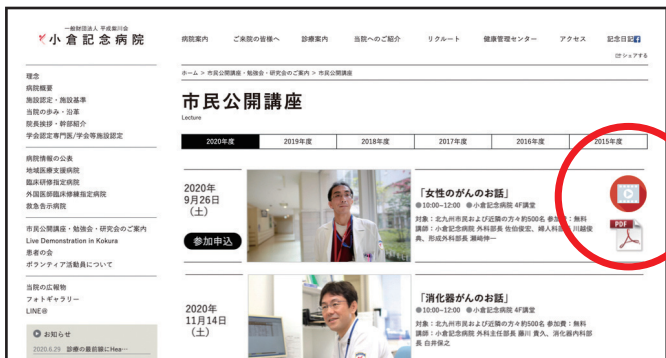 一般財団法人 平成紫川会
小倉記念病院
病院案内 ご来院の皆様へ 診療案内 当院へのご紹介 リクルート 健康管理センター アクセス 記念日記
シェアする
理念
病院概要
施設認定・施設基準
当院の歩み・沿革
院長挨拶・幹部紹介
学会認定専門医/学会等施設認定
病院情報の公表
地域医療支援病院
臨床研修指定病院
外国医師臨床修練指定病院
救急告示病院
市民公開講座・勉強会・研究会のご案内
Live Demonstration in Kokura
患者の会
ボランティア活動員について
当院の広報物
フォトギャラリー
LINE@
お知らせ
2020.6.29 診療の最前線にHea…
ホーム > 市民公開講座・勉強会・研究会のご案内 > 市民公開講座
市民公開講座
Lecture
2020年度 2019年度 2018年度 2017年度 2016年度 2015年度
2020年
9月26日
（土）
参加申込
「女性のがんのお話」
●10:00~12:00 ●小倉記念病院 4F講堂
対象：北九州市民および近隣の方々約500名 参加費：無料
講師：小倉記念病院 外科部長 佐伯俊宏、婦人科部長 川越俊
典、形成外科部長 瀬崎伸一
PDF
2020年
11月14日
（土）
「消化器がんのお話」
●10:00~12:00 ●小倉記念病院 4F講堂
対象：北九州市民および近隣の方々約500名 参加費：無料
講師：小倉記念病院 外科主任部長 藤川 貴久、消化器内科部
長 白井保之